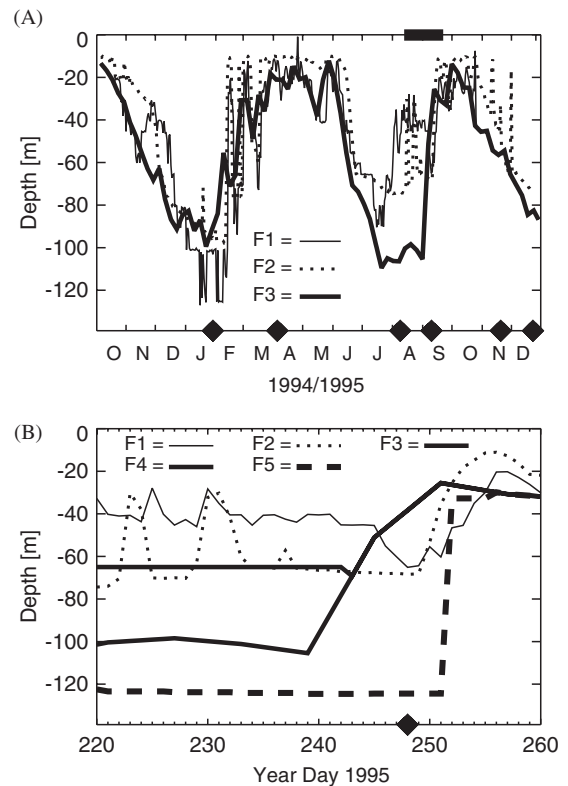 (A)
0
-20
-40
-60
-80
-100
-120
Depth [m]
F1 =
F2 =
F3 =
O N D J F M A M J J A S O N D
1994/1995
(B)
0
-20
-40
-60
-80
-100
-120
Depth [m]
F1 = F2 = F3 =
F4 = F5 =
220 230 240 250 260
Year Day 1995